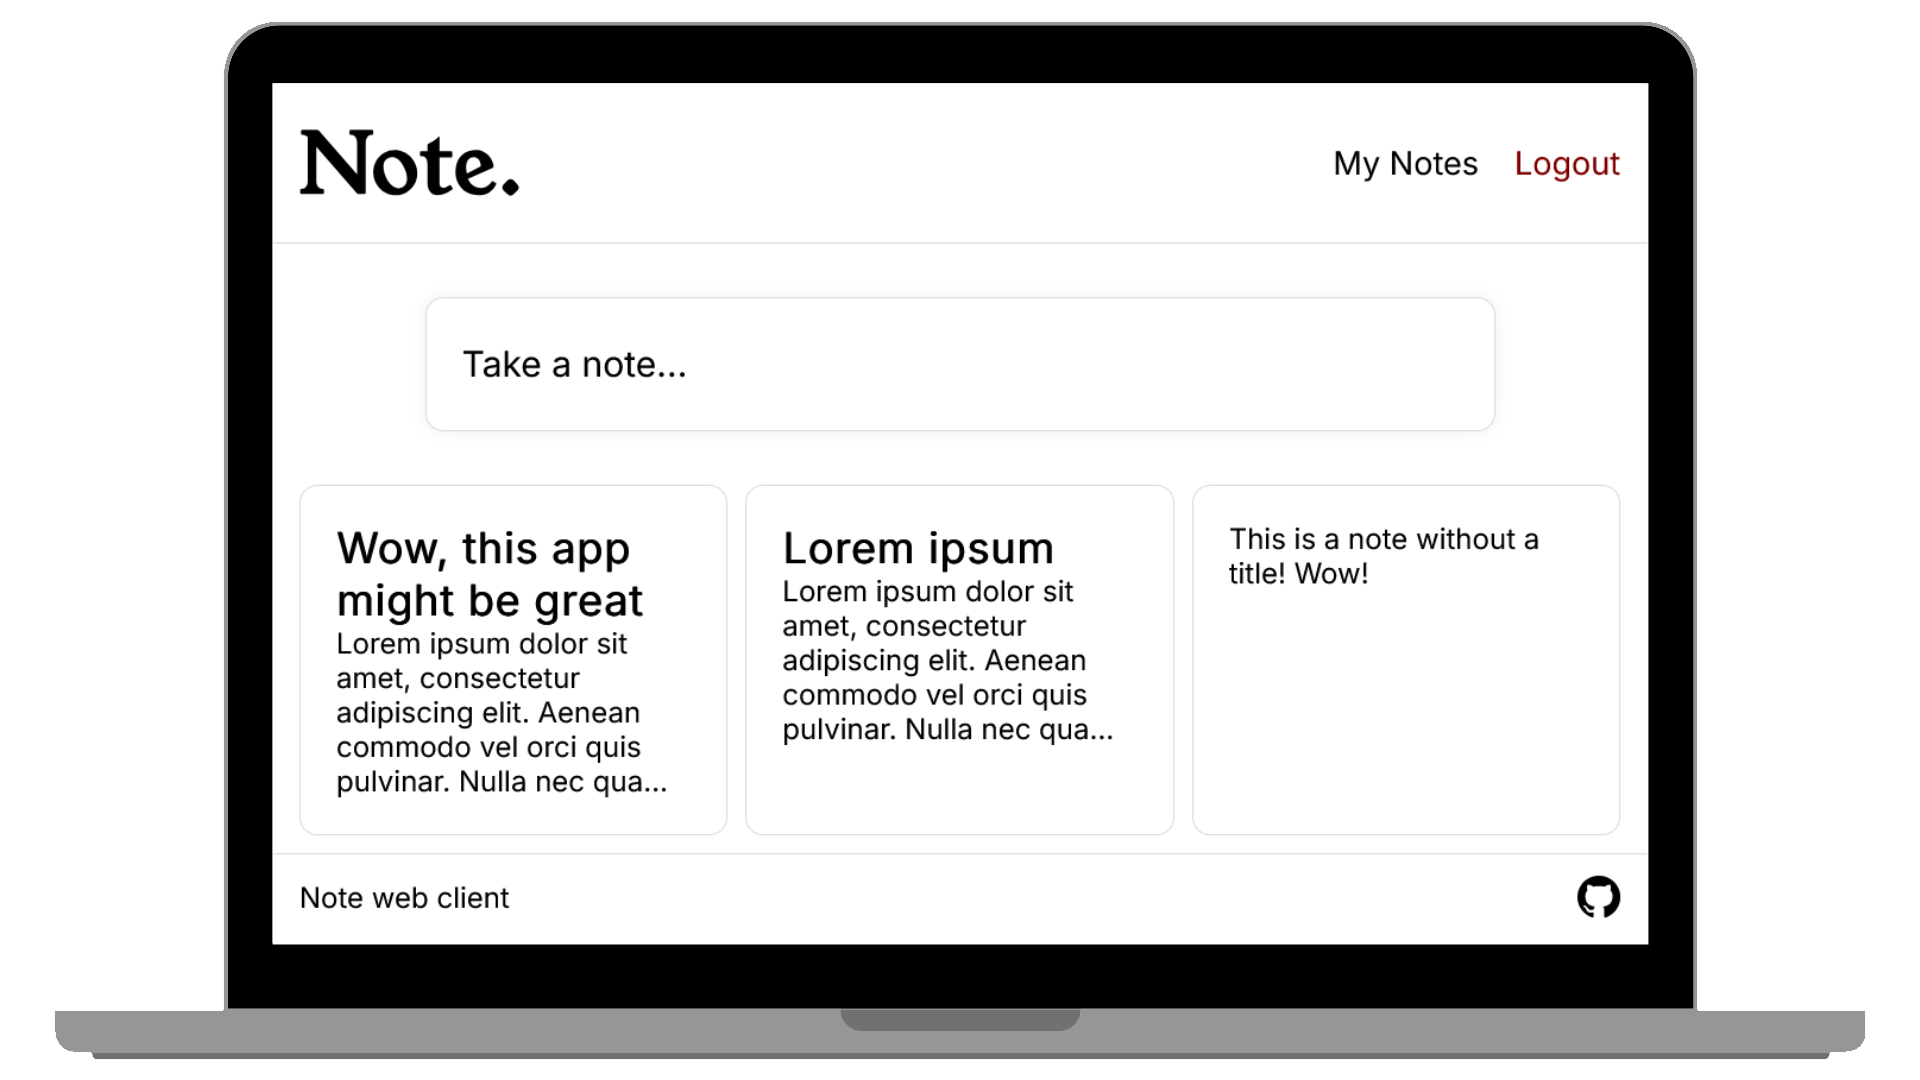 Note.
My Notes
Logout
Take a note...
Wow, this app
might be great
Lorem ipsum dolor sit
amet, consectetur
adipiscing elit. Aenean
commodo vel orci quis
pulvinar. Nulla nec qua...
Lorem ipsum
Lorem ipsum dolor sit
amet, consectetur
adipiscing elit. Aenean
commodo vel orci quis
pulvinar. Nulla nec qua...
This is a note without a
title! Wow!
Note web client